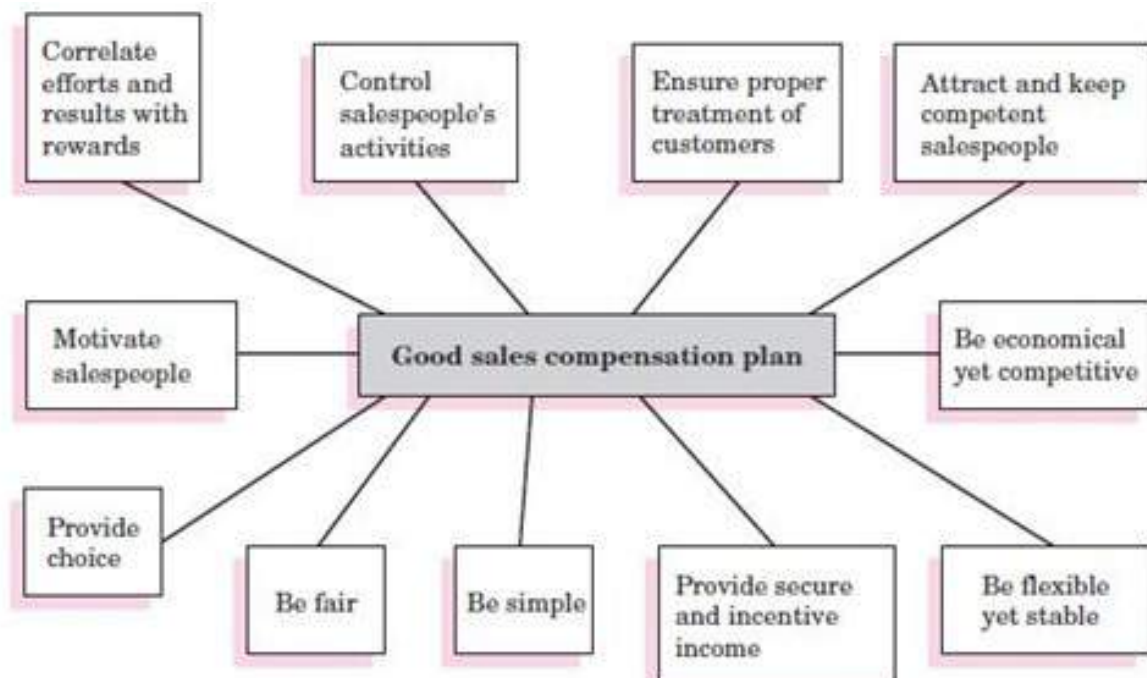 Correlate
efforts and
results with
rewards
Control
salespeople's
activities
Ensure proper
treatment of
customers
Attract and keep
competent
salespeople
Motivate
salespeople
Good sales compensation plan
Be economical
yet competitive
Provide
choice
Be fair
Be simple
Provide secure
and incentive
income
Be flexible
yet stable